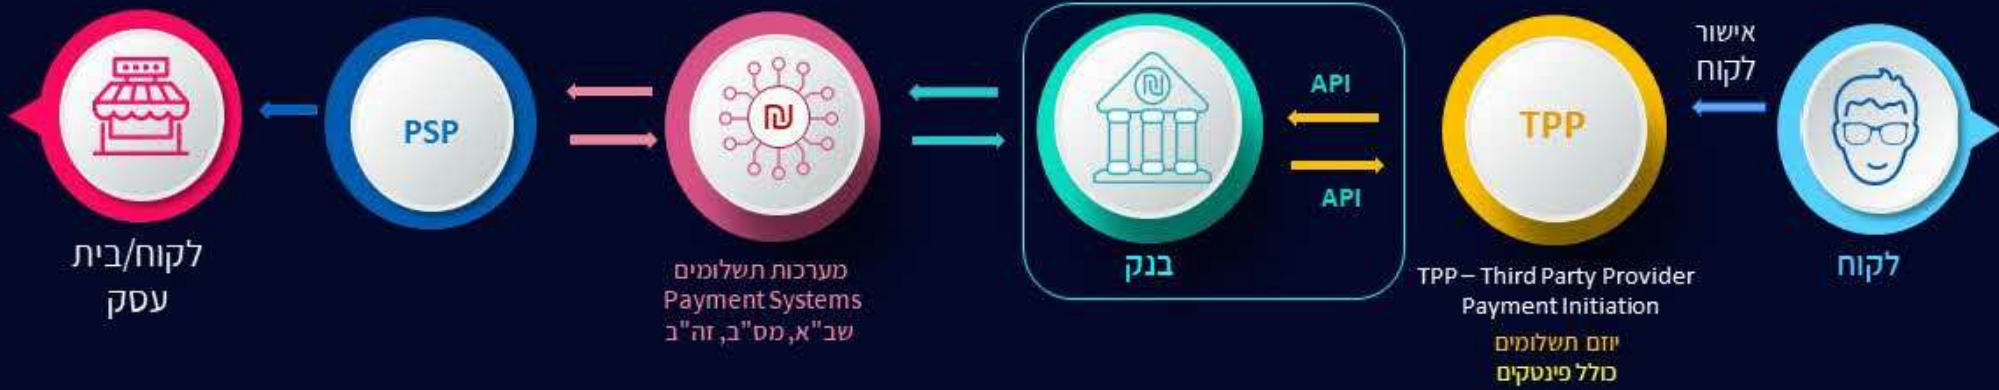 אישור
לקוח
לקוח
TPP
TPP – Third Party Provider
Payment Initiation
יוזם תשלומים
כולל פינטקים
API
API
בנק
₪
₪
מערכות תשלומים
Payment Systems
שב"א, מס"ב, זה"ב
PSP
לקוח/בית
עסק